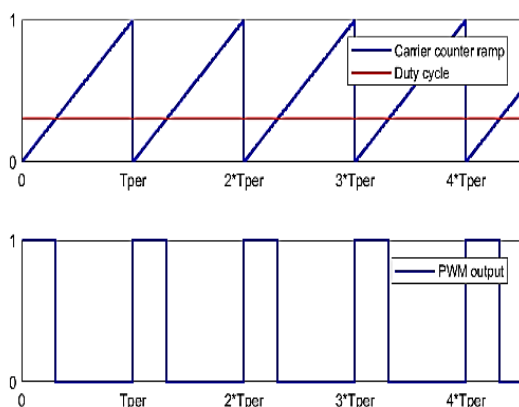 1
Carrier counter ramp
Duty cycle
0
0 Tper 2*Tper 3*Tper 4*Tper
1
PWM output
0
0 Tper 2*Tper 3*Tper 4*Tper